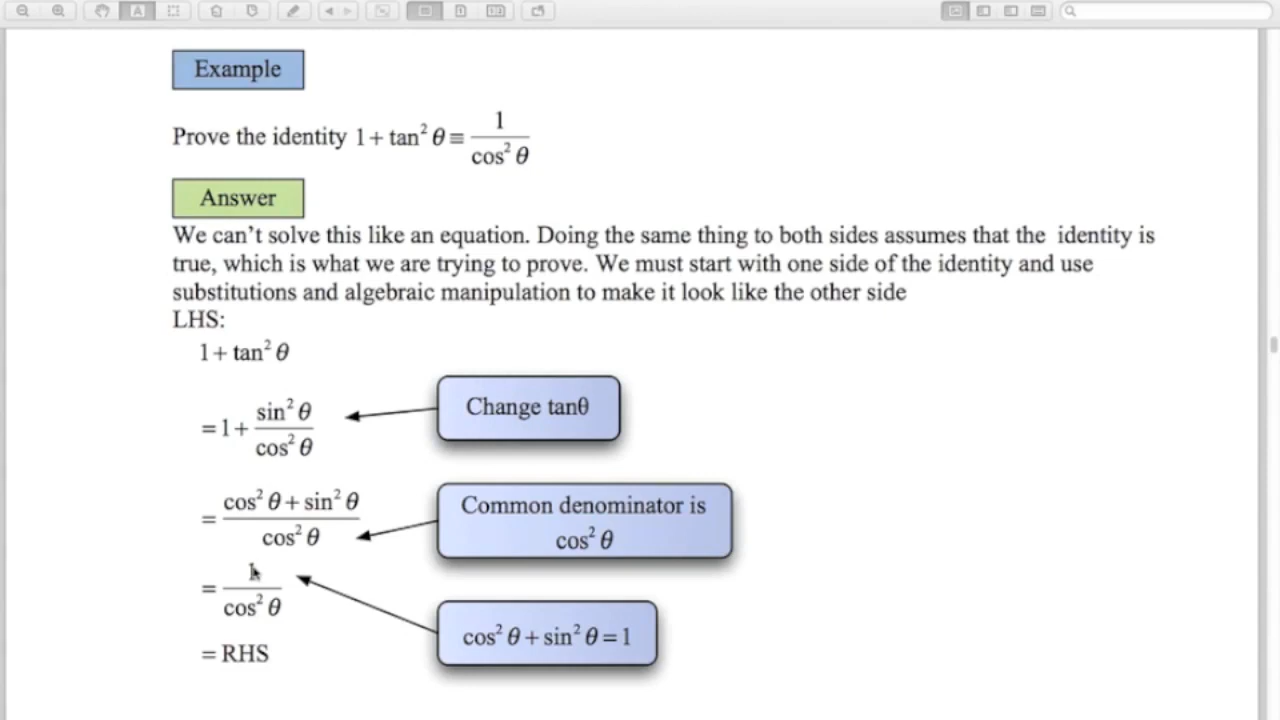 Example
Prove the identity 1 + tan² θ ≡ 1/cos² θ
Answer
We can't solve this like an equation. Doing the same thing to both sides assumes that the identity is
true, which is what we are trying to prove. We must start with one side of the identity and use
substitutions and algebraic manipulation to make it look like the other side
LHS:
1 + tan² θ
= 1 + sin² θ/cos² θ
Change tanθ
= cos² θ + sin² θ/cos² θ
Common denominator is
cos² θ
= 1/cos² θ
cos² θ + sin² θ = 1
= RHS